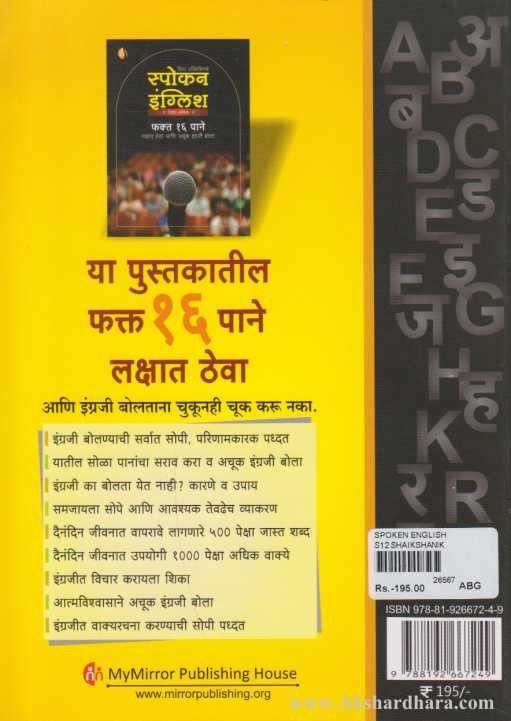 स्पोकन
इंग्लिश
फक्त १६ पाने
या पुस्तकातील
फक्त १६ पाने
लक्षात ठेवा
आणि इंग्रजी बोलताना चुकूनही चूक करू नका.
इंग्रजी बोलण्याची सर्वात सोपी, परिणामकारक पध्दत
यातील सोळा पानांचा सराव करा व अचूक इंग्रजी बोला
इंग्रजी का बोलता येत नाही? कारणे व उपाय
समजायला सोपे आणि आवश्यक तेवढेच व्याकरण
दैनंदिन जीवनात वापरावे लागणारे ५०० पेक्षा जास्त शब्द
दैनंदिन जीवनात उपयोगी १००० पेक्षा अधिक वाक्ये
इंग्रजीत विचार करायला शिका
आत्मविश्वासाने अचूक इंग्रजी बोला
इंग्रजीत वाक्यरचना करण्याची सोपी पध्दत
MyMirror Publishing House
www.mirrorpublishing.org
A अ
B
ब
D C
E ड
F इ
ज G
H
ह
K
र R
SPOKEN ENGLISH
S12 SHAIKSHANIK
26567
Rs.-195.00 ABG
ISBN 978-81-926672-4-9
9 788192 667249
₹ 195/-
www.Akshardhara.com